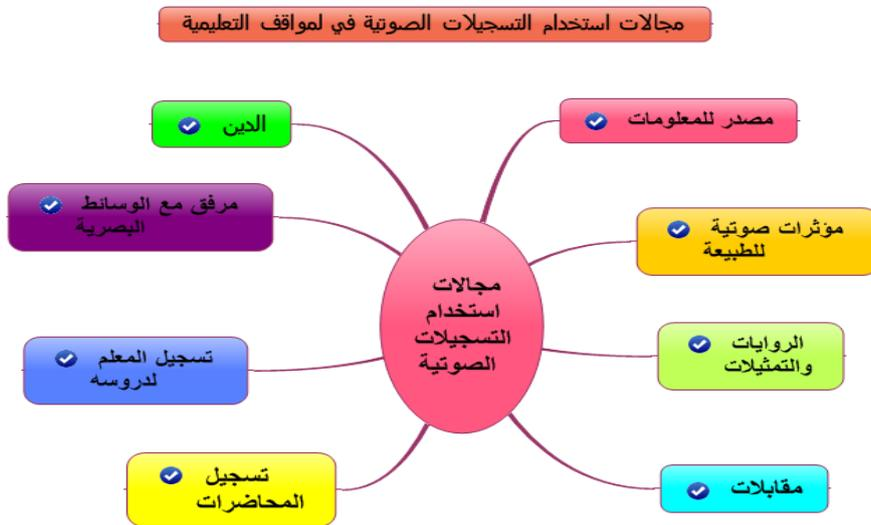 مجالات استخدام التسجيلات الصوتية في لمواقف التعليمية
مصدر للمعلومات
مؤثرات صوتية
للطبيعة
الروايات
والتمثيلات
مقابلات
مجالات
استخدام
التسجيلات
الصوتية
الدين
مرفق مع الوسائط
البصرية
تسجيل المعلم
لدروسه
تسجيل
المحاضرات